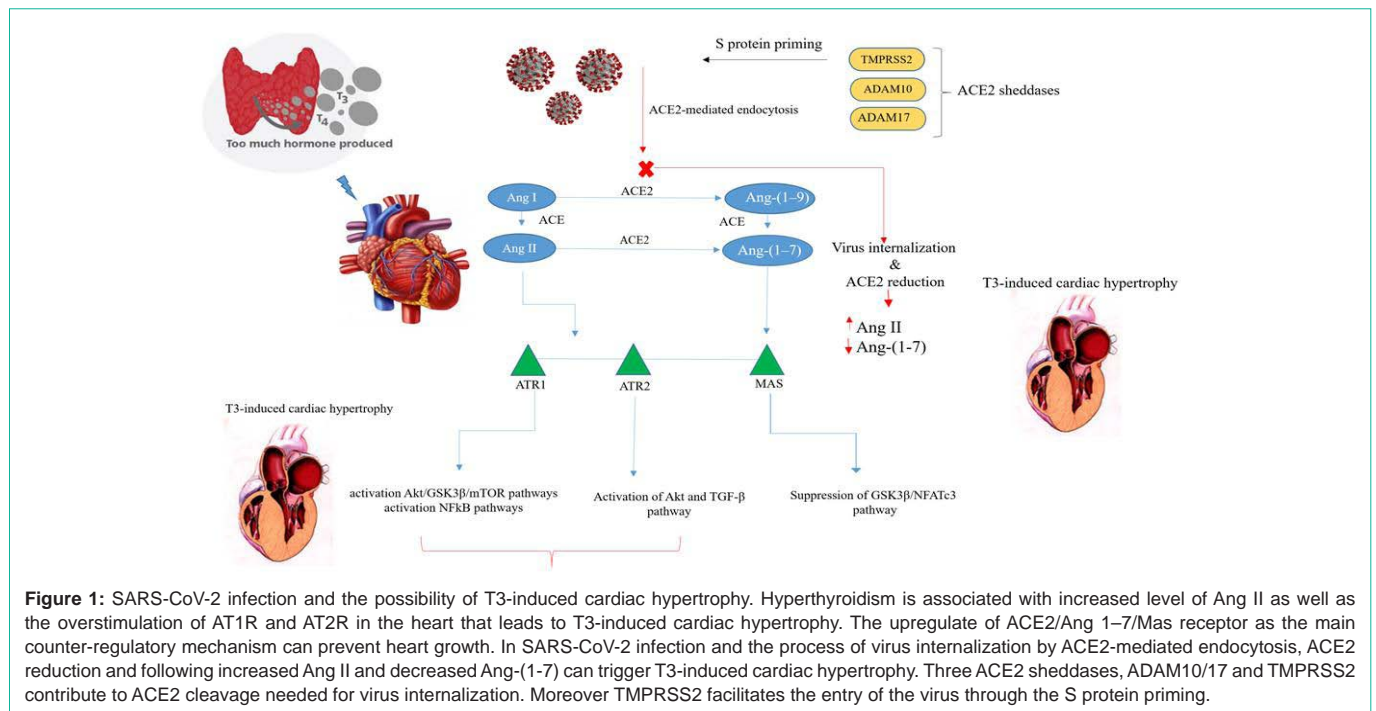 S protein priming
TMPRSS2
ADAM10
ADAM17
ACE2 sheddases
T3
T4
Too much hormone produced
ACE2-mediated endocytosis
Ang I
ACE2
Ang-(1–9)
ACE
ACE
Ang II
ACE2
Ang-(1–7)
Virus internalization
&
ACE2 reduction
Ang II
Ang-(1-7)
T3-induced cardiac hypertrophy
ATR1
ATR2
MAS
T3-induced cardiac hypertrophy
activation Akt/GSK3β/mTOR pathways
activation NFkB pathways
Activation of Akt and TGF-β
pathway
Suppression of GSK3β/NFATc3
pathway
Figure 1: SARS-CoV-2 infection and the possibility of T3-induced cardiac hypertrophy. Hyperthyroidism is associated with increased level of Ang II as well as
the overstimulation of AT1R and AT2R in the heart that leads to T3-induced cardiac hypertrophy. The upregulate of ACE2/Ang 1–7/Mas receptor as the main
counter-regulatory mechanism can prevent heart growth. In SARS-CoV-2 infection and the process of virus internalization by ACE2-mediated endocytosis, ACE2
reduction and following increased Ang II and decreased Ang-(1-7) can trigger T3-induced cardiac hypertrophy. Three ACE2 sheddases, ADAM10/17 and TMPRSS2
contribute to ACE2 cleavage needed for virus internalization. Moreover TMPRSS2 facilitates the entry of the virus through the S protein priming.